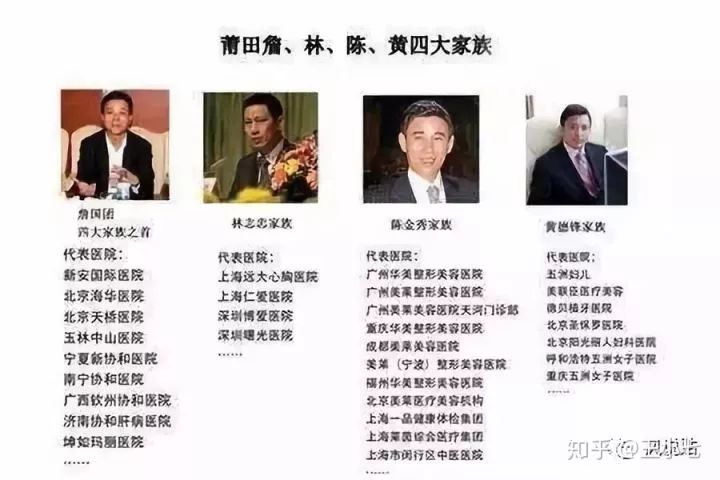 莆田詹、林、陈、黄四大家族
詹国团
四大家族之首
代表医院：
新安国际医院
北京海华医院
北京天桥医院
玉林中山医院
宁夏新协和医院
南宁协和医院
广西钦州协和医院
济南协和肝病医院
坤如玛丽医院
……
林志忠家族
代表医院：
上海远大心胸医院
上海仁爱医院
深圳博爱医院
深圳曙光医院
……
陈金秀家族
代表医院：
广州华美整形美容医院
广州美莱整形美容医院
广州美莱美容医院天河门诊部
重庆华美整形美容医院
成都美莱美容医院
美莱（宁波）整形美容医院
福州华美整形美容医院
北京美莱医疗美容机构
上海一品健康体检集团
上海莱茵综合医疗集团
上海市闵行区中医医院
……
黄德锋家族
代表医院：
五洲妇儿
美联臣医疗美容
微贝植牙医院
北京圣保罗医院
北京阳光丽人妇科医院
呼和浩特五洲女子医院
重庆五洲女子医院
……
知乎